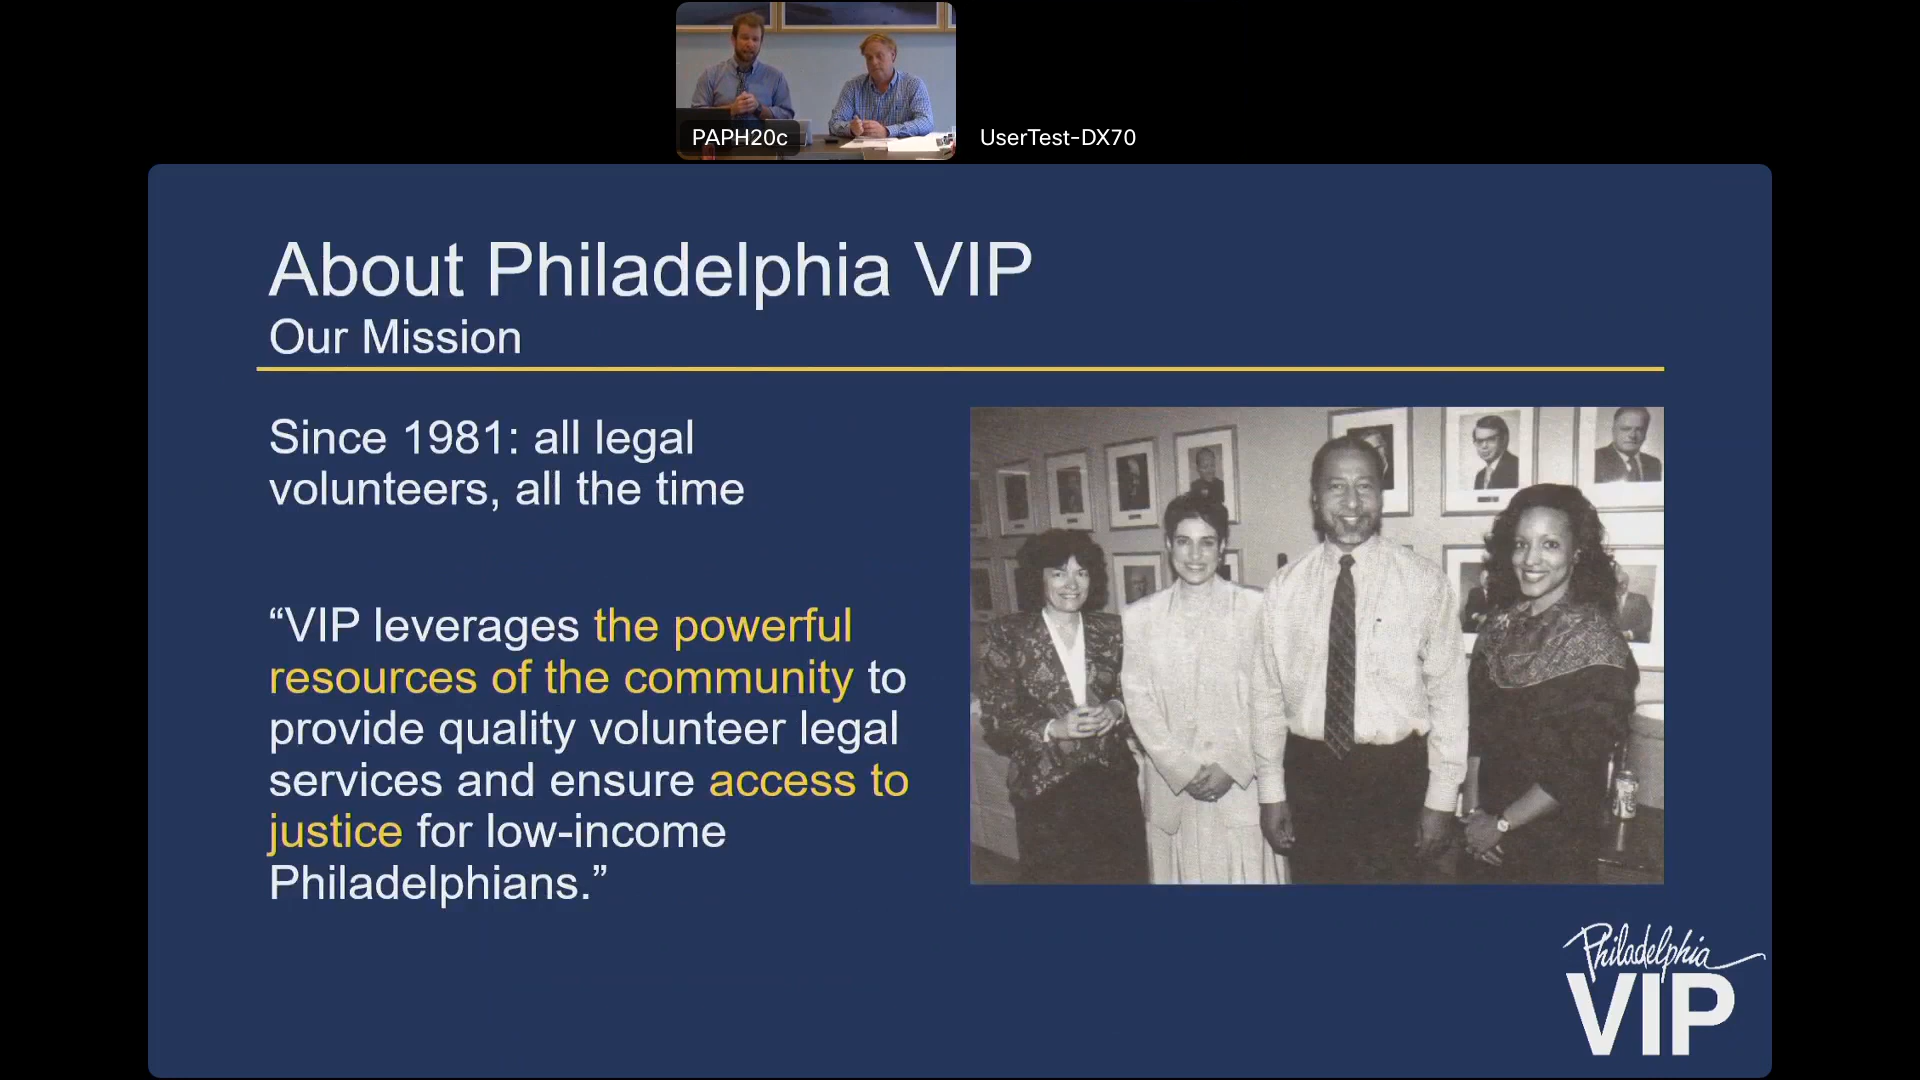 PAPH20c
UserTest-DX70
About Philadelphia VIP
Our Mission
Since 1981: all legal
volunteers, all the time
“VIP leverages the powerful
resources of the community to
provide quality volunteer legal
services and ensure access to
justice for low-income
Philadelphians.”
Philadelphia
VIP